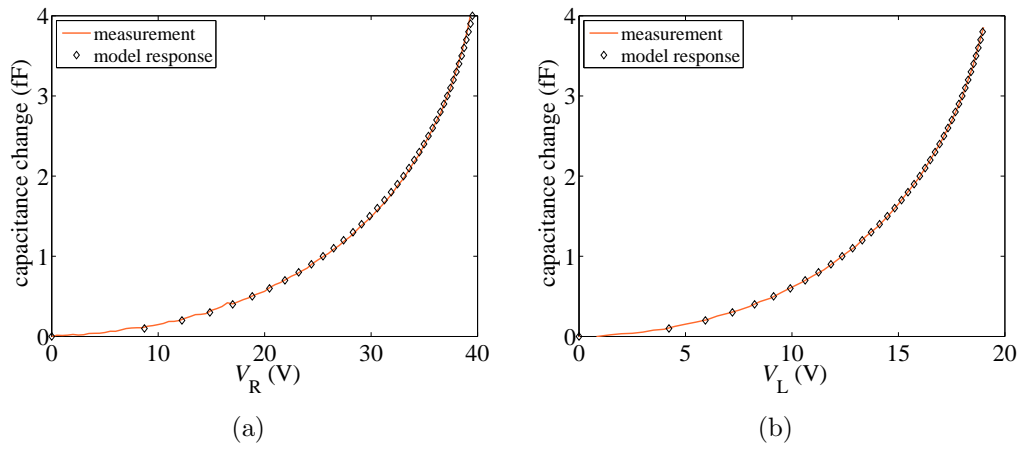 4
3
2
1
0
0
10
20
30
40
capacitance change (fF)
V_R (V)
measurement
model response
(a)
4
3
2
1
0
0
5
10
15
20
capacitance change (fF)
V_L (V)
measurement
model response
(b)